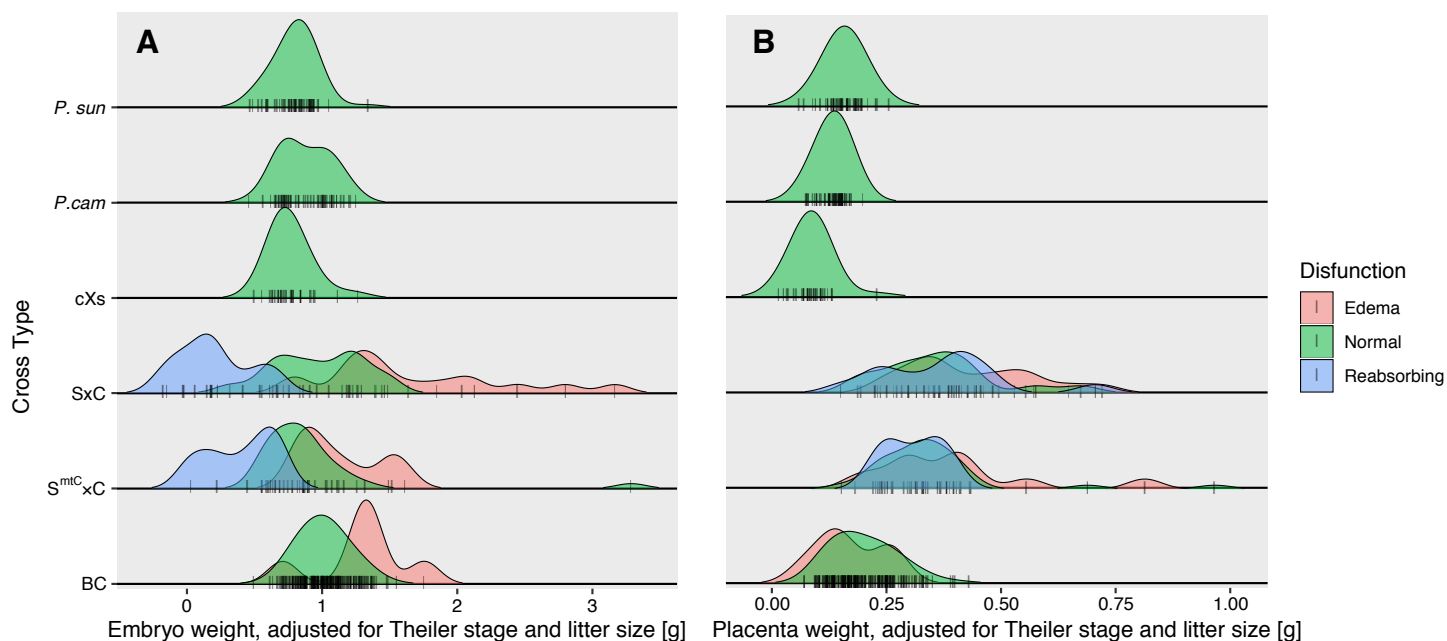 A
B
P. sun
P.cam
cXs
SxC
S^mtC×C
BC
Cross Type
0 1 2 3
Embryo weight, adjusted for Theiler stage and litter size [g]
0.00 0.25 0.50 0.75 1.00
Placenta weight, adjusted for Theiler stage and litter size [g]
Disfunction
Edema
Normal
Reabsorbing